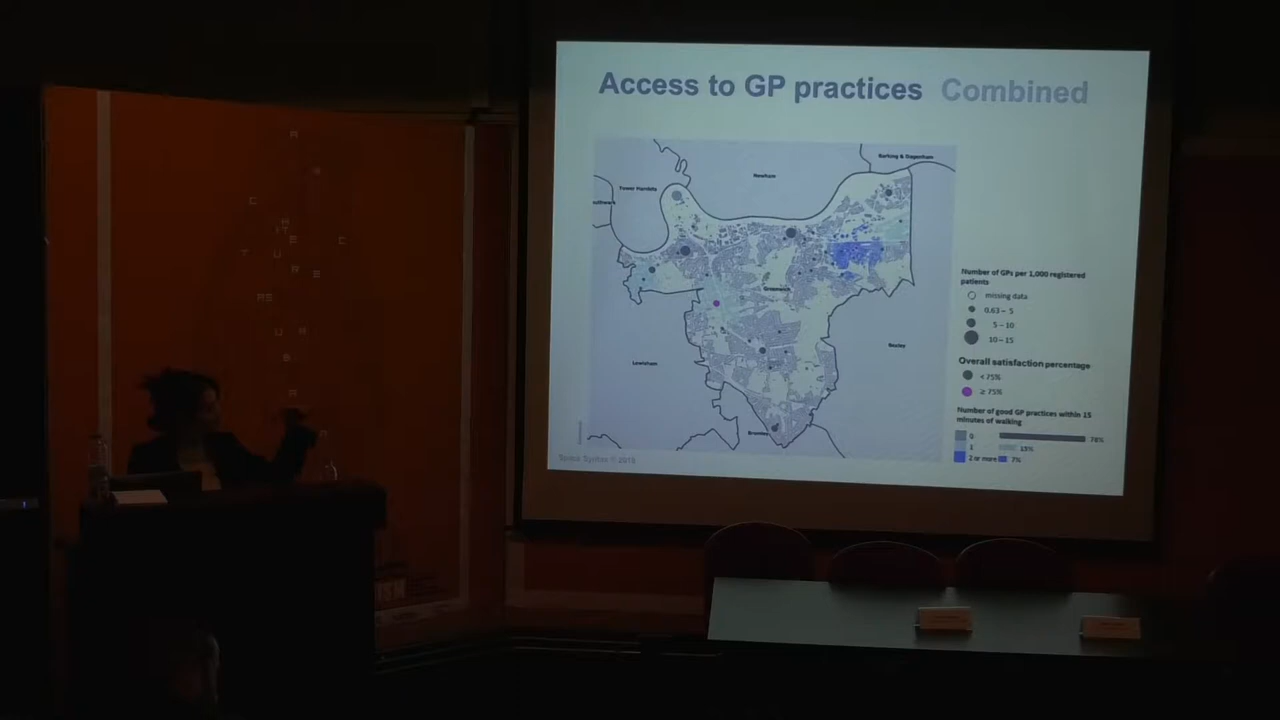 Access to GP practices Combined
Barking & Dagenham
Newham
Tower Hamlets
Greenwich
Bexley
Lewisham
Bromley
Number of GPs per 1,000 registered
patients
missing data
0.63 – 5
5 – 10
10 – 15
Overall satisfaction percentage
< 75%
≥ 75%
Number of good GP practices within 15
minutes of walking
0 78%
1 15%
2 or more 7%
Space Syntax © 2015